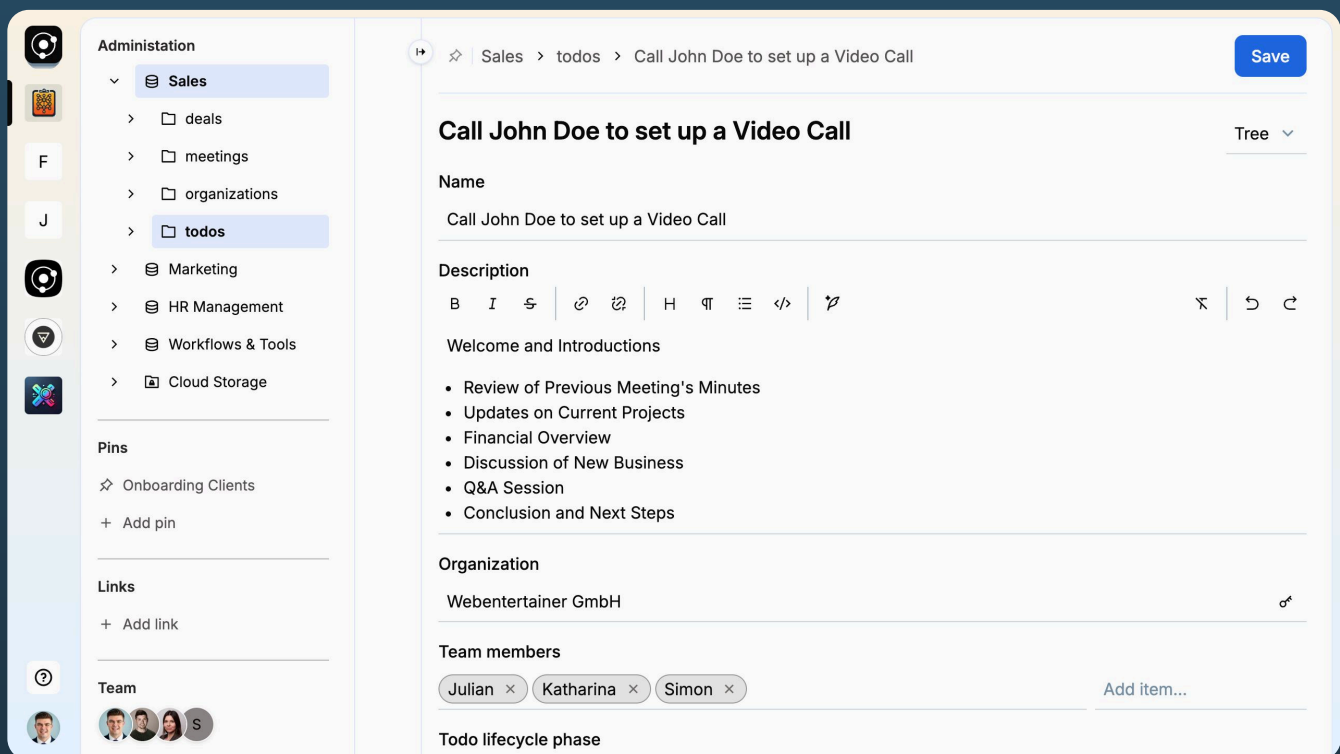 Administation
Sales
deals
meetings
organizations
todos
Marketing
HR Management
Workflows & Tools
Cloud Storage
Pins
Onboarding Clients
+ Add pin
Links
+ Add link
Team
S
F
J
Sales > todos > Call John Doe to set up a Video Call
Save
Call John Doe to set up a Video Call
Tree
Name
Call John Doe to set up a Video Call
Description
B I S H ¶ </>
Welcome and Introductions
• Review of Previous Meeting's Minutes
• Updates on Current Projects
• Financial Overview
• Discussion of New Business
• Q&A Session
• Conclusion and Next Steps
Organization
Webentertainer GmbH
Team members
Julian × Katharina × Simon ×
Add item...
Todo lifecycle phase